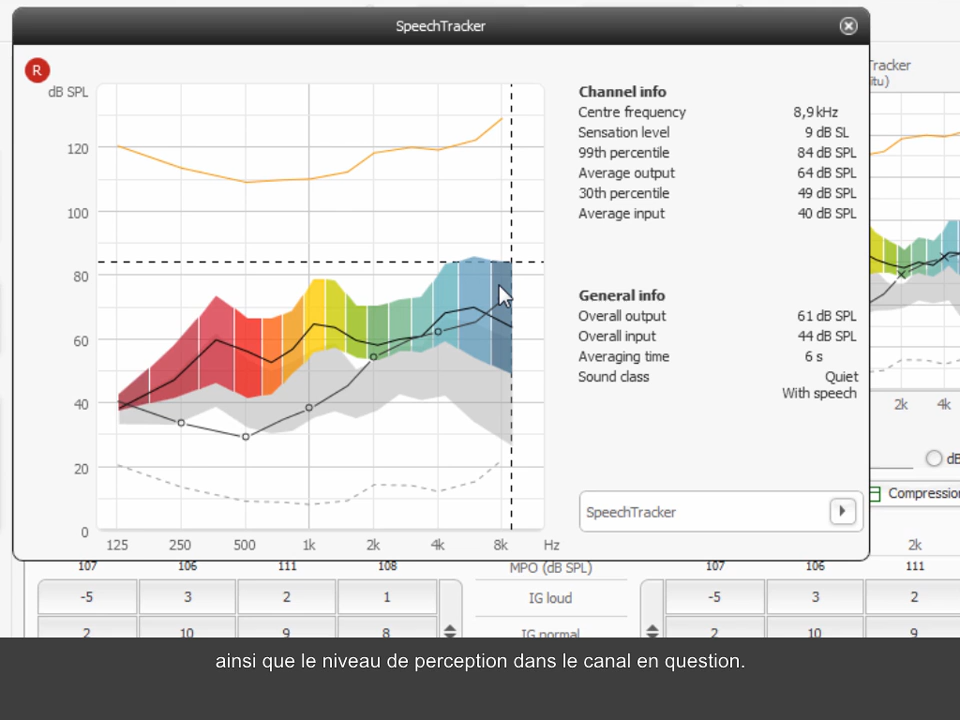 SpeechTracker
R
dB SPL
120
100
80
60
40
20
0
125 250 500 1k 2k 4k 8k Hz
Channel info
Centre frequency 8,9 kHz
Sensation level 9 dB SL
99th percentile 84 dB SPL
Average output 64 dB SPL
30th percentile 49 dB SPL
Average input 40 dB SPL
General info
Overall output 61 dB SPL
Overall input 44 dB SPL
Averaging time 6 s
Sound class Quiet
With speech
SpeechTracker
Tracker
itu)
2k 4k
dB
Compression
2k
107 106 111 108 MPO (dB SPL) 107 106 111
-5 3 2 1 IG loud -5 3 2
2 10 9 8 IG normal 2 10 9
ainsi que le niveau de perception dans le canal en question.